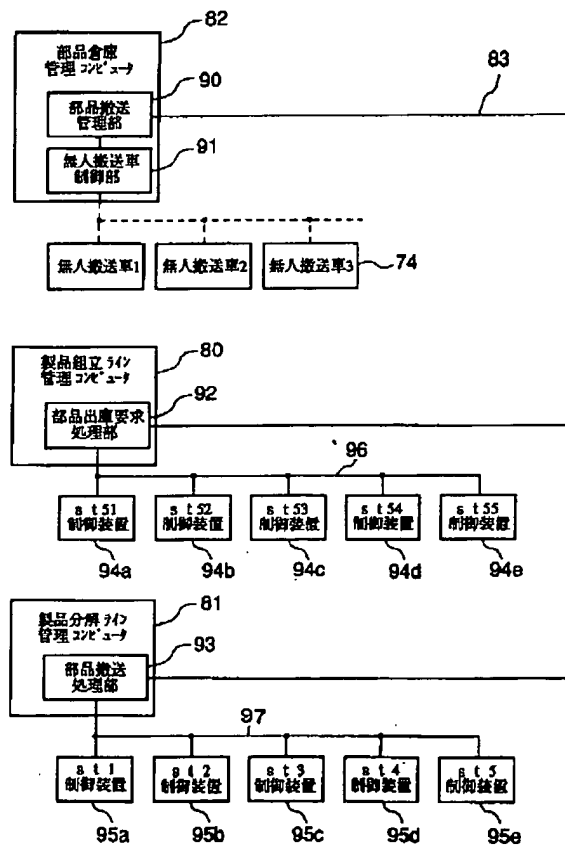 82
部品倉庫
管理コンピュータ
90
83
部品搬送
管理部
91
無人搬送車
制御部
無人搬送車1
無人搬送車2
無人搬送車3
74
80
製品組立ライン
管理コンピュータ
92
部品出庫要求
処理部
96
st51
制御装置
st52
制御装置
st53
制御装置
st54
制御装置
st55
制御装置
94a
94b
94c
94d
94e
81
製品分解ライン
管理コンピュータ
93
部品搬送
処理部
97
st1
制御装置
st2
制御装置
st3
制御装置
st4
制御装置
st5
制御装置
95a
95b
95c
95d
95e